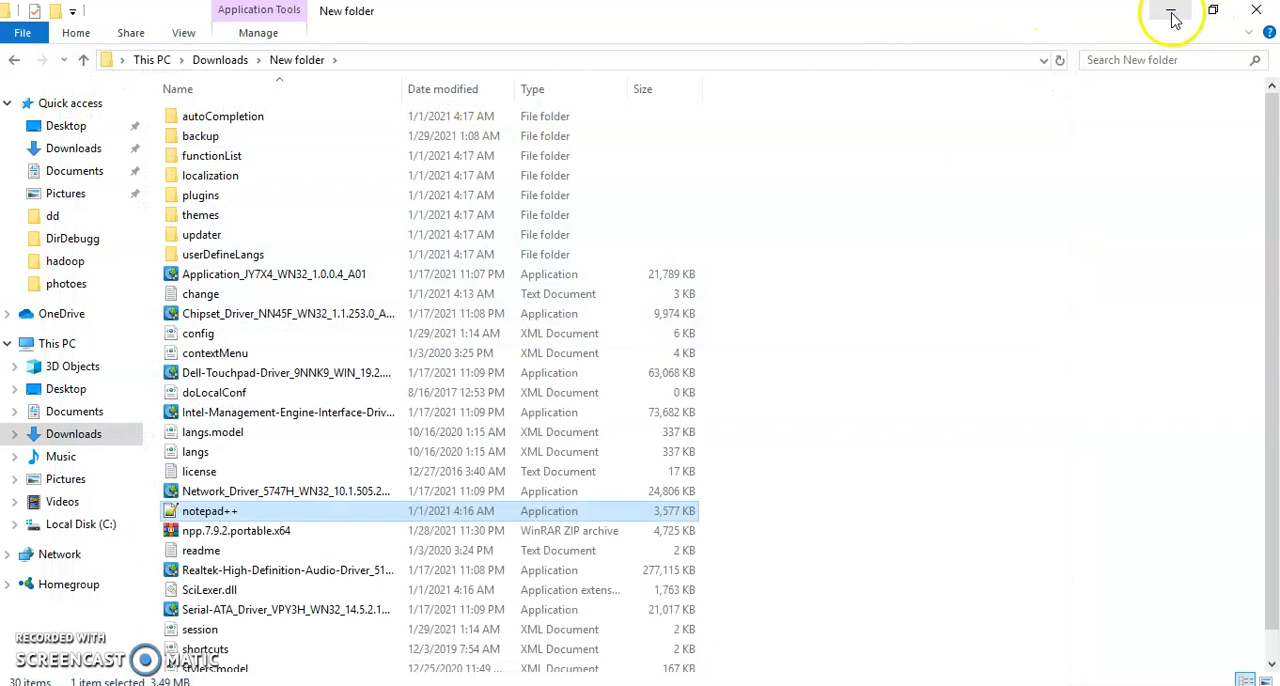 Application Tools New folder
File Home Share View Manage
This PC > Downloads > New folder > Search New folder
Name Date modified Type Size
Quick access
Desktop
Downloads
Documents
Pictures
dd
DirDebugg
hadoop
photoes
OneDrive
This PC
3D Objects
Desktop
Documents
Downloads
Music
Pictures
Videos
Local Disk (C:)
Network
Homegroup
autoCompletion 1/1/2021 4:17 AM File folder
backup 1/29/2021 1:08 AM File folder
functionList 1/1/2021 4:17 AM File folder
localization 1/1/2021 4:17 AM File folder
plugins 1/1/2021 4:17 AM File folder
themes 1/1/2021 4:17 AM File folder
updater 1/1/2021 4:17 AM File folder
userDefineLangs 1/1/2021 4:17 AM File folder
Application_JY7X4_WN32_1.0.0.4_A01 1/17/2021 11:07 PM Application 21,789 KB
change 1/1/2021 4:13 AM Text Document 3 KB
Chipset_Driver_NN45F_WN32_1.1.253.0_A... 1/17/2021 11:08 PM Application 9,974 KB
config 1/29/2021 1:14 AM XML Document 6 KB
contextMenu 1/3/2020 3:25 PM XML Document 4 KB
Dell-Touchpad-Driver_9NNK9_WIN_19.2.... 1/17/2021 11:09 PM Application 63,068 KB
doLocalConf 8/16/2017 12:53 PM XML Document 0 KB
Intel-Management-Engine-Interface-Driv... 1/17/2021 11:09 PM Application 73,682 KB
langs.model 10/16/2020 1:15 AM XML Document 337 KB
langs 10/16/2020 1:15 AM XML Document 337 KB
license 12/27/2016 3:40 AM Text Document 17 KB
Network_Driver_5747H_WN32_10.1.505.2... 1/17/2021 11:09 PM Application 24,806 KB
notepad++ 1/1/2021 4:16 AM Application 3,577 KB
npp.7.9.2.portable.x64 1/28/2021 11:30 PM WinRAR ZIP archive 4,725 KB
readme 1/3/2020 3:24 PM Text Document 2 KB
Realtek-High-Definition-Audio-Driver_51... 1/17/2021 11:08 PM Application 277,115 KB
SciLexer.dll 1/1/2021 4:16 AM Application extens... 1,763 KB
Serial-ATA_Driver_VPY3H_WN32_14.5.2.1... 1/17/2021 11:09 PM Application 21,017 KB
session 1/29/2021 1:14 AM XML Document 2 KB
shortcuts 12/3/2019 7:54 AM XML Document 2 KB
stylers.model 12/25/2020 11:49 ... XML Document 167 KB
RECORDED WITH
SCREENCAST MATIC
30 items 1 item selected 3.49 MB